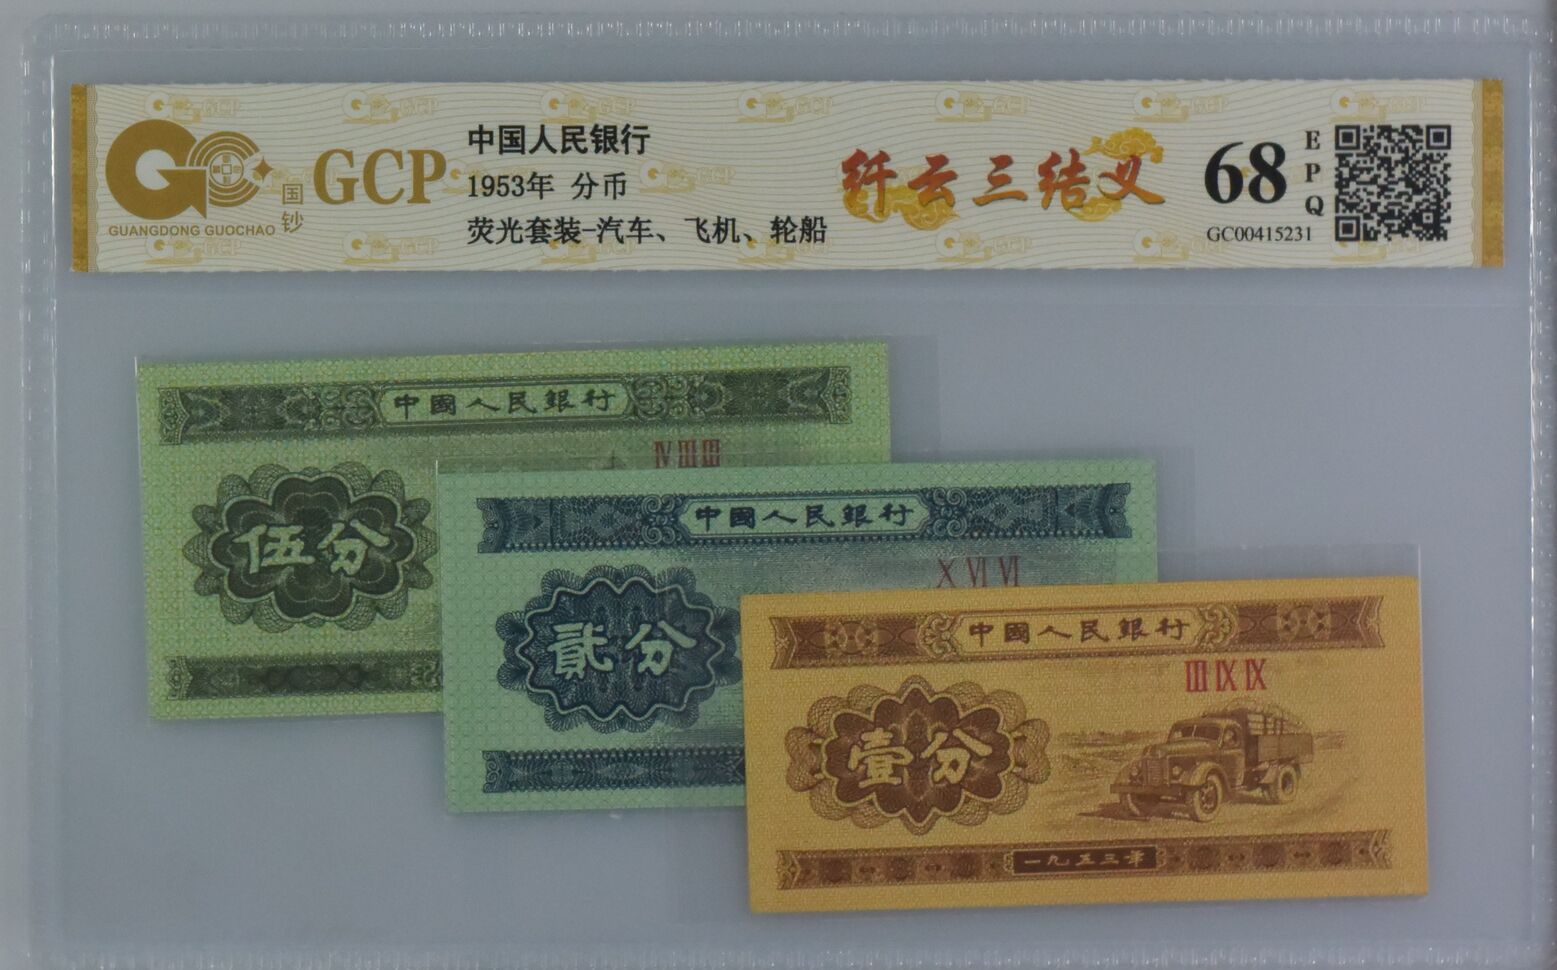 GUANGDONG GUOCHAO
国钞
GCP
中国人民银行
1953年 分币
荧光套装-汽车、飞机、轮船
纤云三结义
68
EPQ
GC00415231
中國人民銀行
IV III III
伍分
中國人民銀行
X VI VI
贰分
中國人民銀行
III IX IX
壹分
一九五三年